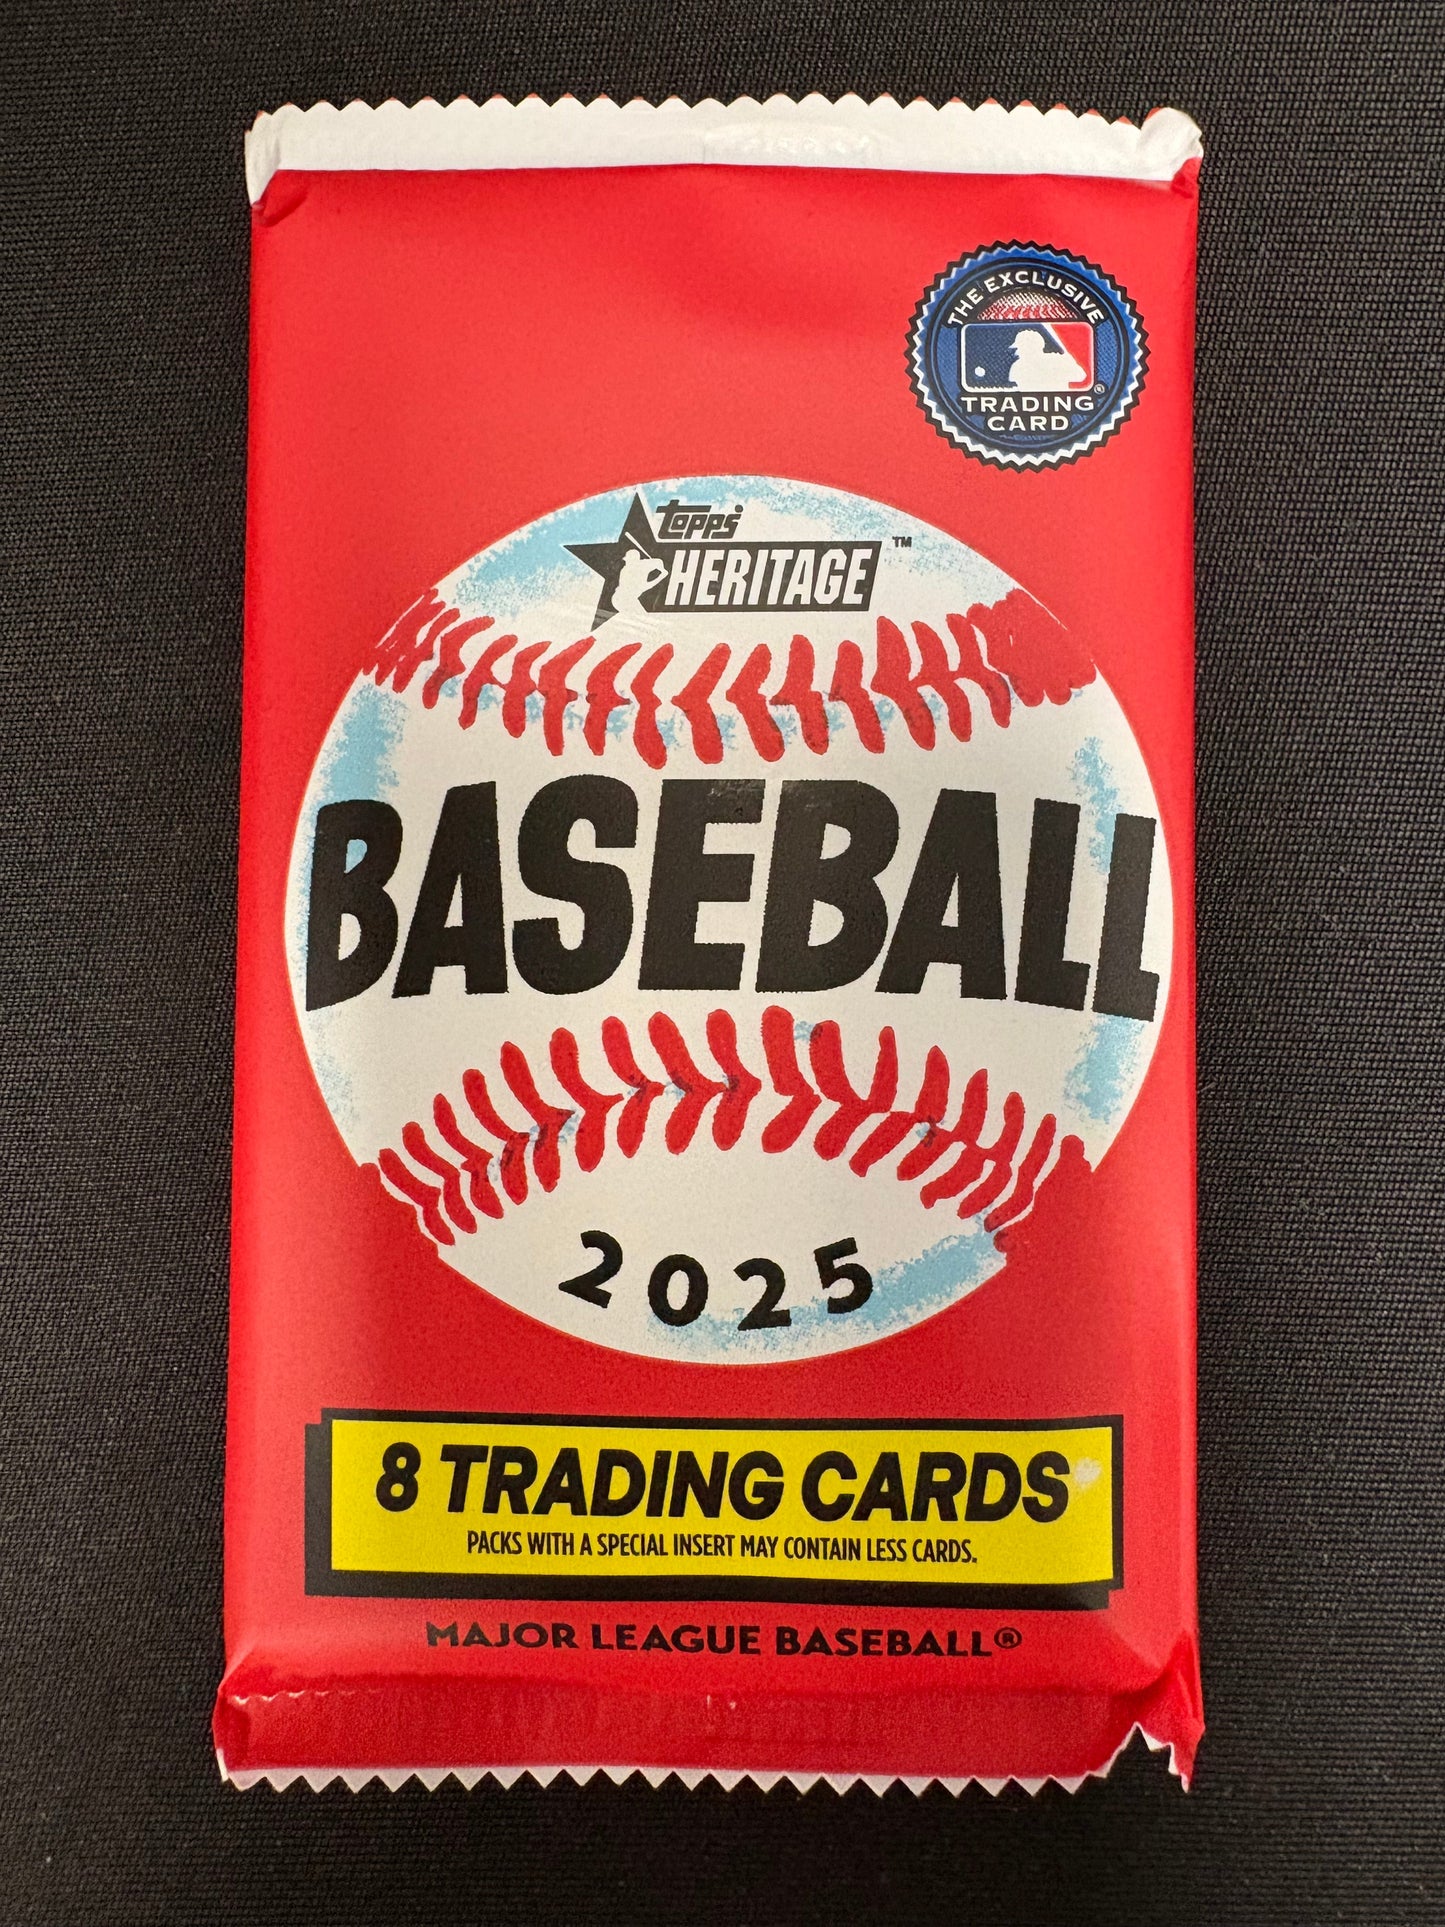 THE EXCLUSIVE
TRADING
CARD
®
topps
HERITAGE™
BASEBALL
2025
8 TRADING CARDS
PACKS WITH A SPECIAL INSERT MAY CONTAIN LESS CARDS.
MAJOR LEAGUE BASEBALL®